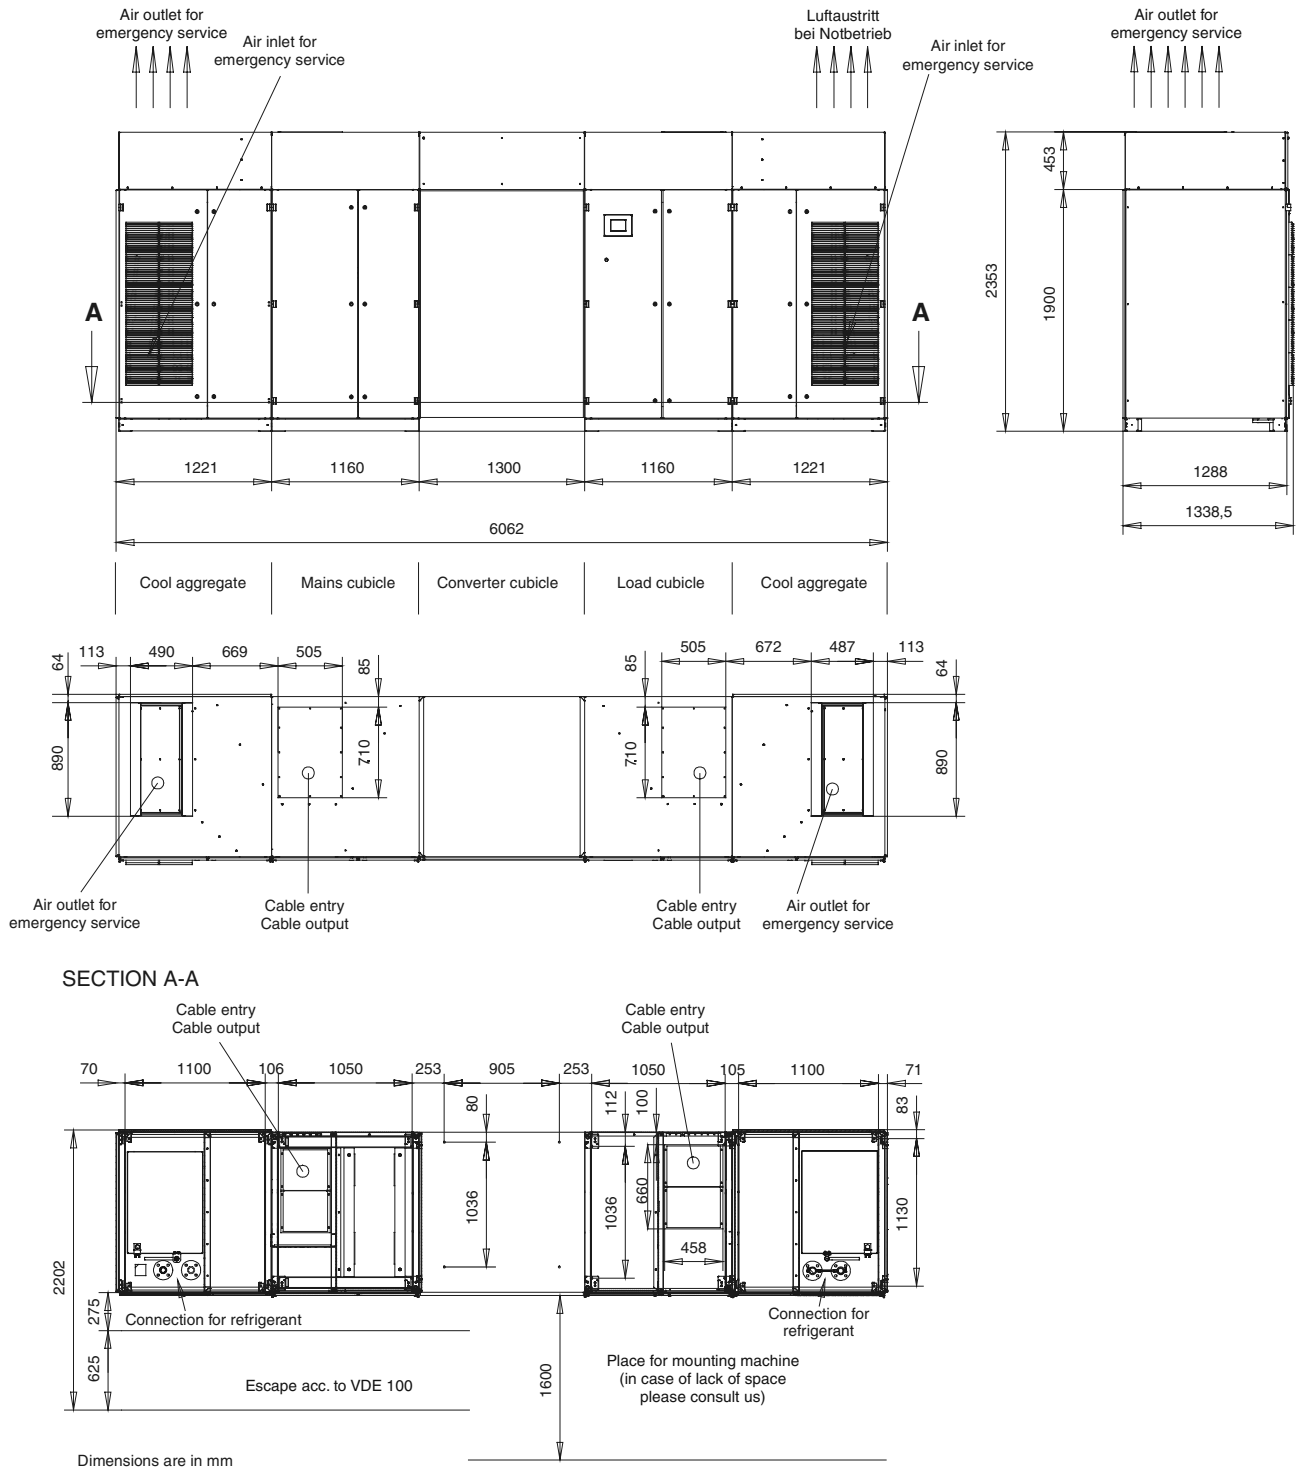 Air outlet for
emergency service
Air inlet for
emergency service
Luftaustritt
bei Notbetrieb
Air inlet for
emergency service
Air outlet for
emergency service
453
2353
1900
A
A
1221
1160
1300
1160
1221
1288
1338,5
6062
Cool aggregate
Mains cubicle
Converter cubicle
Load cubicle
Cool aggregate
64
113
490
669
505
85
85
505
672
487
113
64
890
710
710
890
Air outlet for
emergency service
Cable entry
Cable output
Cable entry
Cable output
Air outlet for
emergency service
SECTION A-A
Cable entry
Cable output
Cable entry
Cable output
70
1100
106
1050
253
905
253
1050
105
1100
71
80
112
100
83
1036
1036
660
1130
458
2202
275
Connection for refrigerant
Connection for
refrigerant
625
Escape acc. to VDE 100
1600
Place for mounting machine
(in case of lack of space
please consult us)
Dimensions are in mm